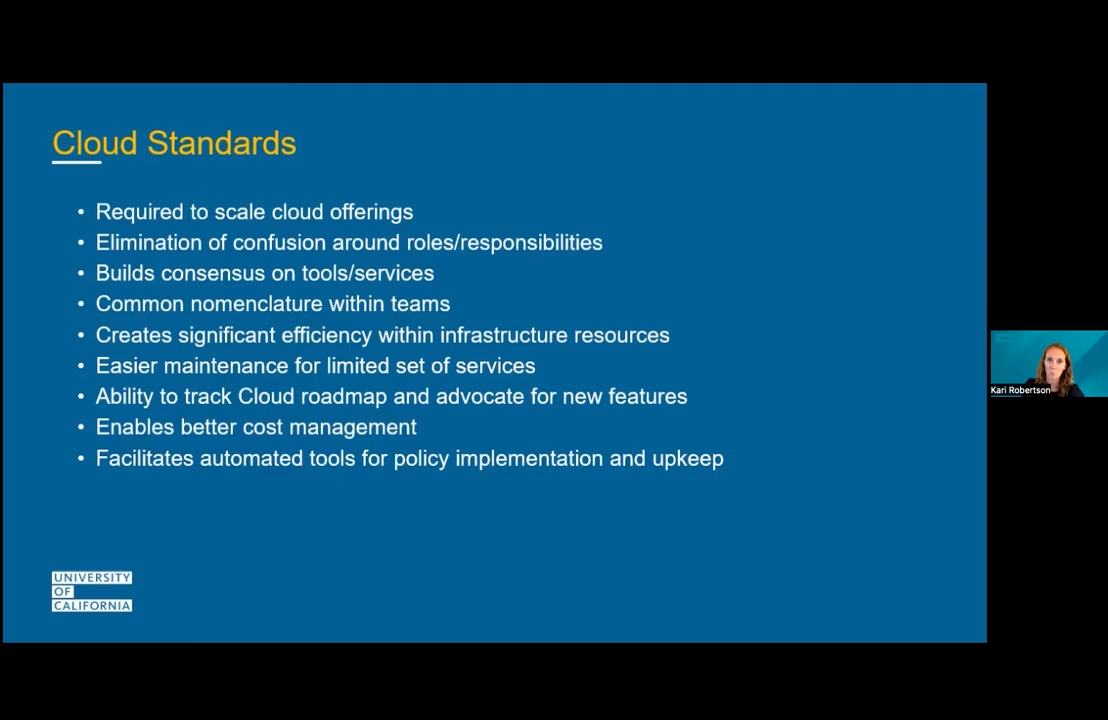 Cloud Standards
• Required to scale cloud offerings
• Elimination of confusion around roles/responsibilities
• Builds consensus on tools/services
• Common nomenclature within teams
• Creates significant efficiency within infrastructure resources
• Easier maintenance for limited set of services
• Ability to track Cloud roadmap and advocate for new features
• Enables better cost management
• Facilitates automated tools for policy implementation and upkeep
UNIVERSITY
OF
CALIFORNIA
Kari Robertson